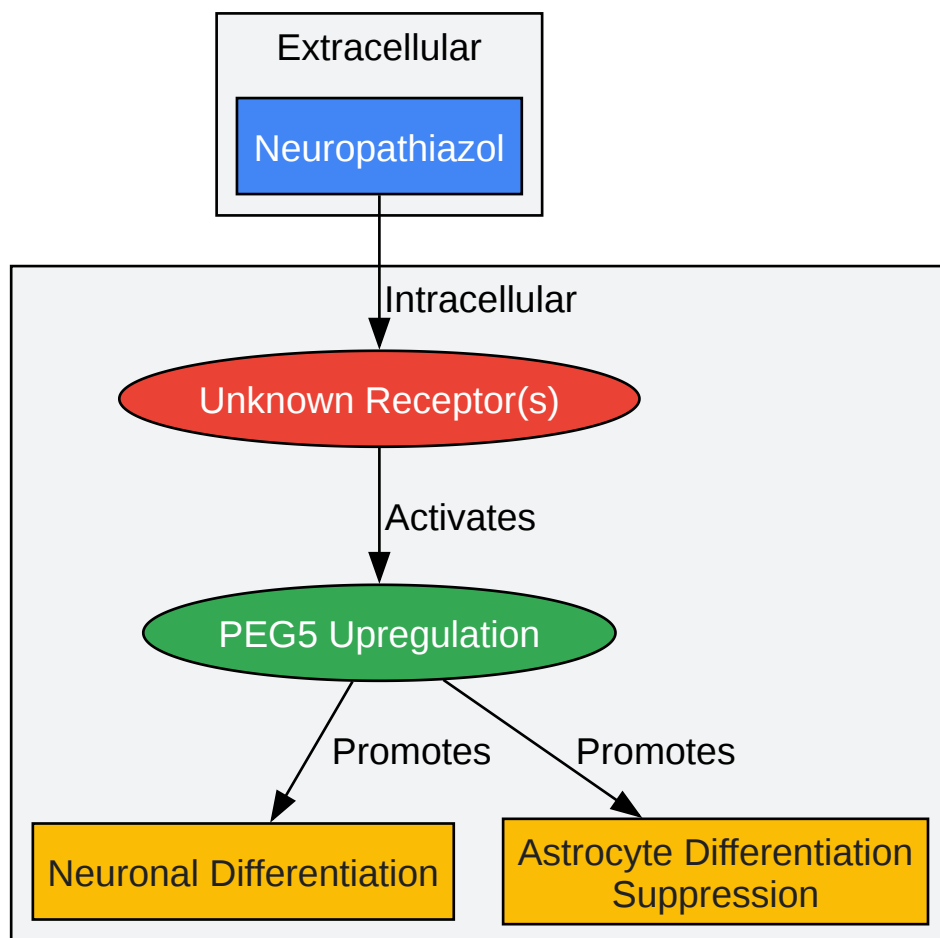 Extracellular
Neuropathiazol
Intracellular
Unknown Receptor(s)
Activates
PEG5 Upregulation
Promotes
Promotes
Neuronal Differentiation
Astrocyte Differentiation
Suppression